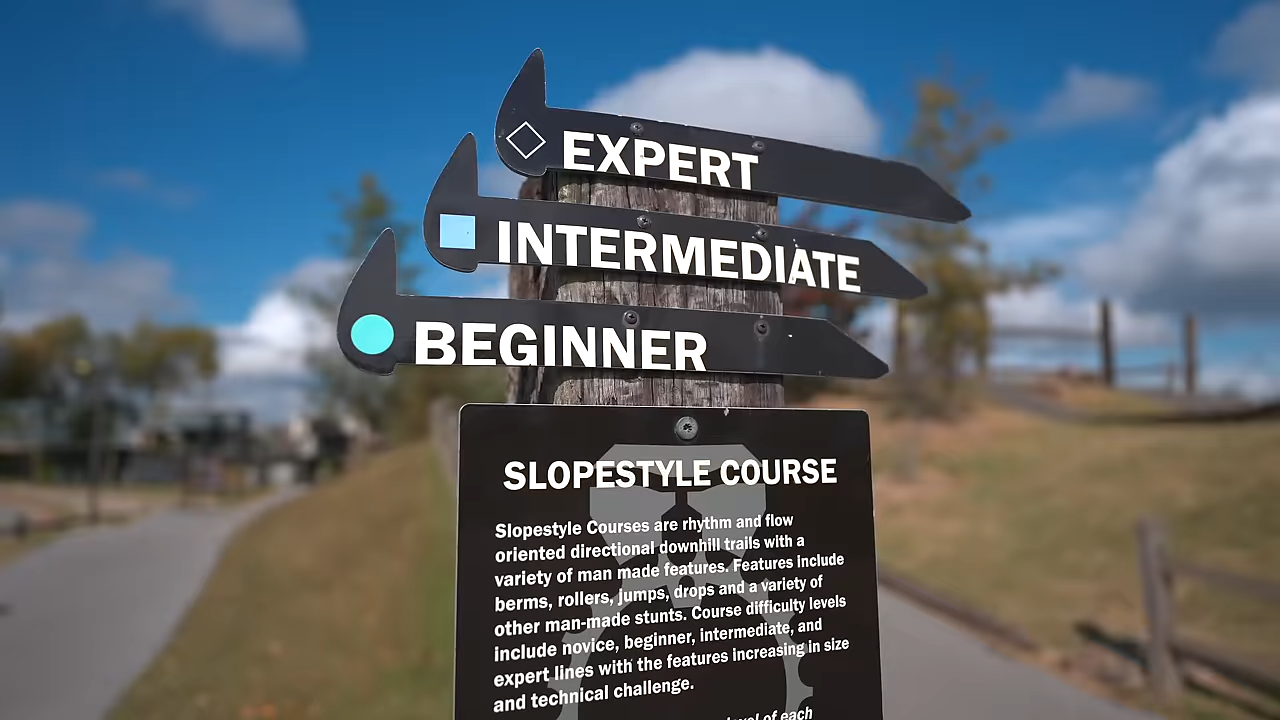 EXPERT
INTERMEDIATE
BEGINNER
SLOPESTYLE COURSE
Slopestyle Courses are rhythm and flow
oriented directional downhill trails with a
variety of man made features. Features include
berms, rollers, jumps, drops and a variety of
other man-made stunts. Course difficulty levels
include novice, beginner, intermediate, and
expert lines with the features increasing in size
and technical challenge.
of each